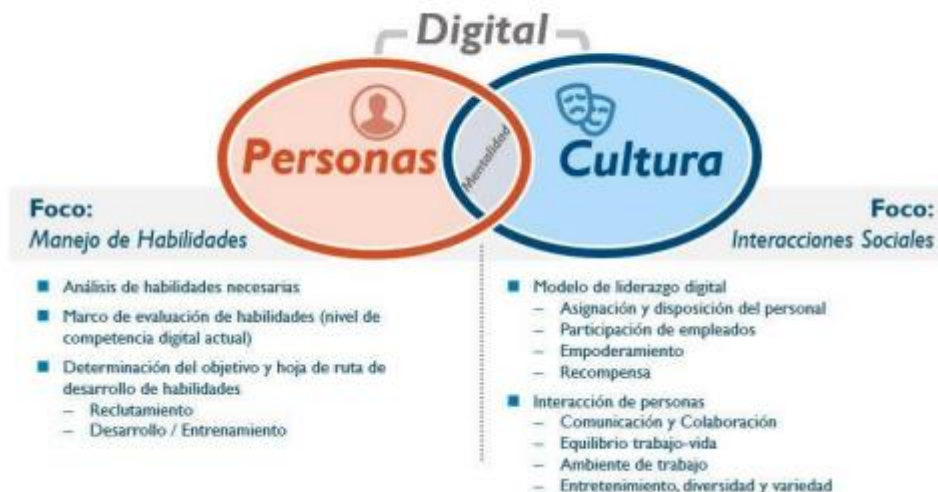 Digital
Personas
Mentalidad
Cultura
Foco:
Manejo de Habilidades
Análisis de habilidades necesarias
Marco de evaluación de habilidades (nivel de
competencia digital actual)
Determinación del objetivo y hoja de ruta de
desarrollo de habilidades
– Reclutamiento
– Desarrollo / Entrenamiento
Foco:
Interacciones Sociales
Modelo de liderazgo digital
– Asignación y disposición del personal
– Participación de empleados
– Empoderamiento
– Recompensa
Interacción de personas
– Comunicación y Colaboración
– Equilibrio trabajo-vida
– Ambiente de trabajo
– Entretenimiento, diversidad y variedad